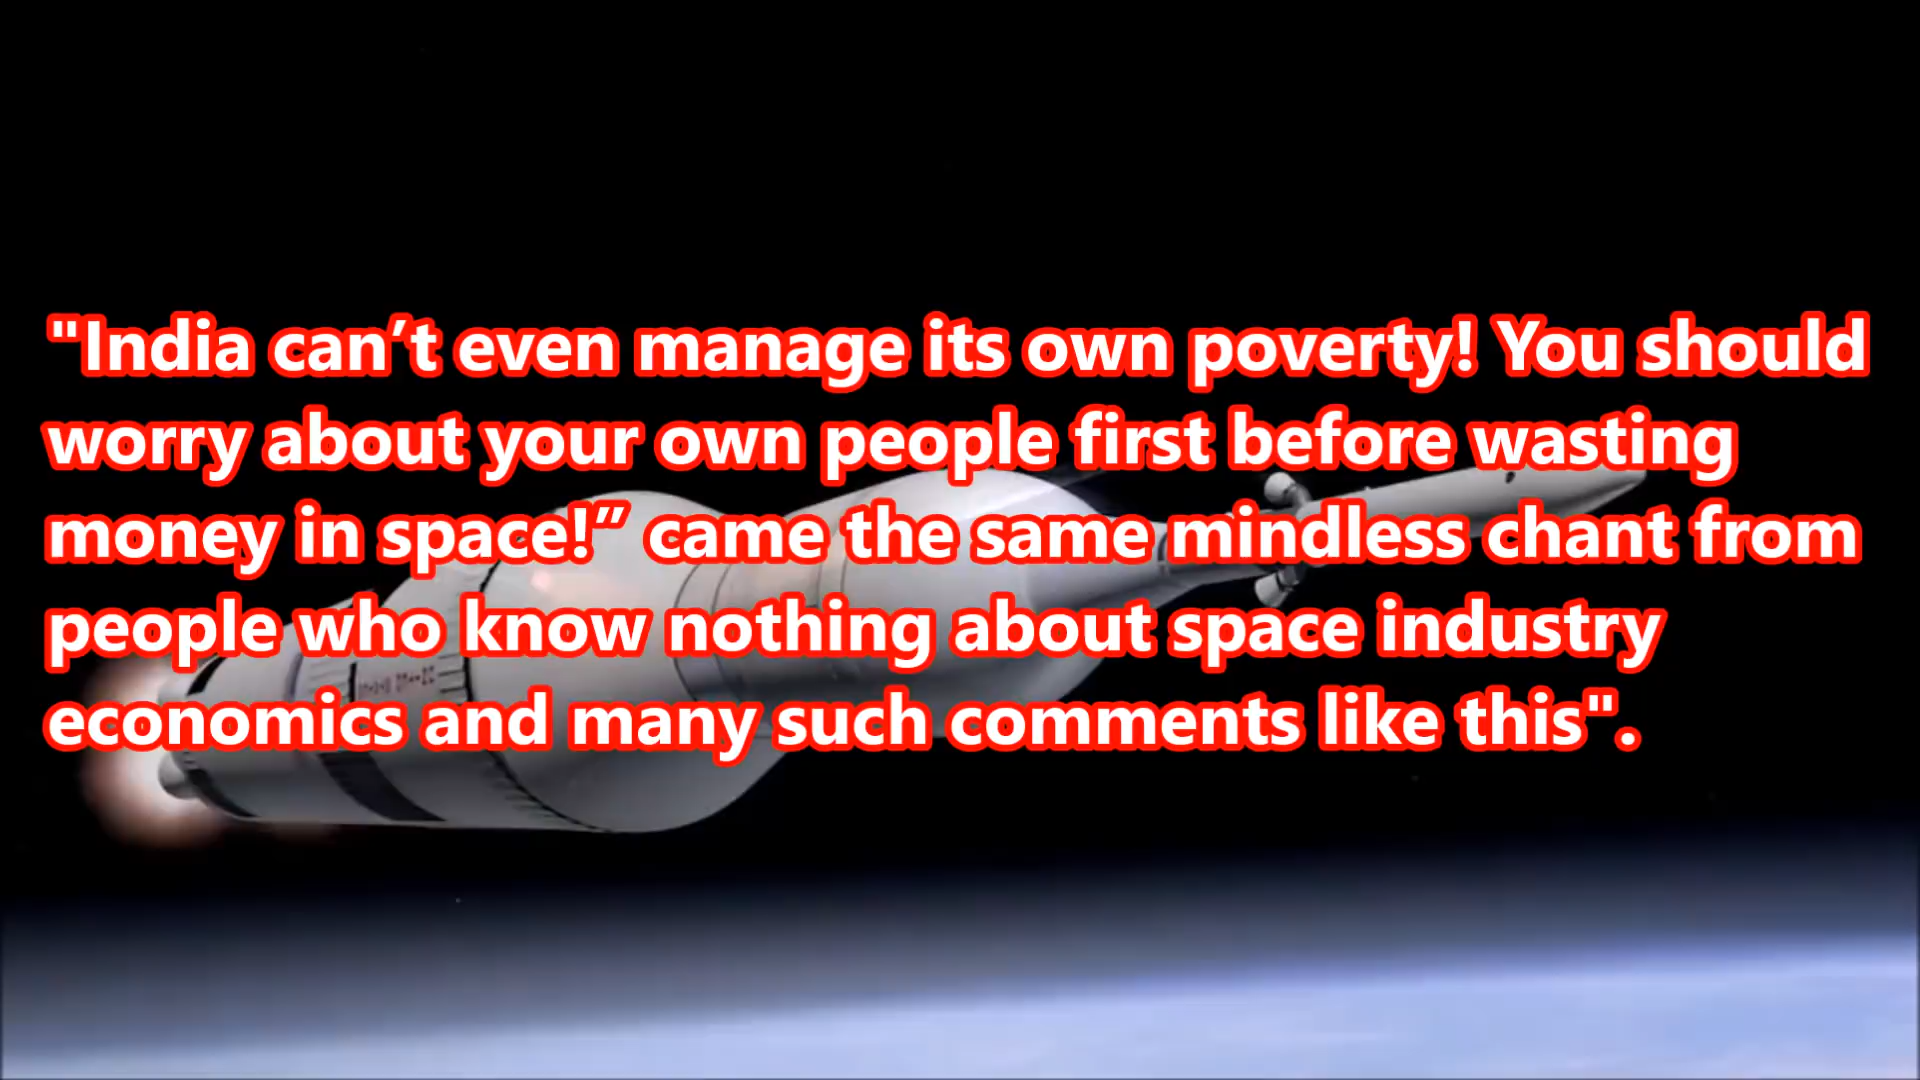 "India can’t even manage its own poverty! You should
worry about your own people first before wasting
money in space!” came the same mindless chant from
people who know nothing about space industry
economics and many such comments like this".